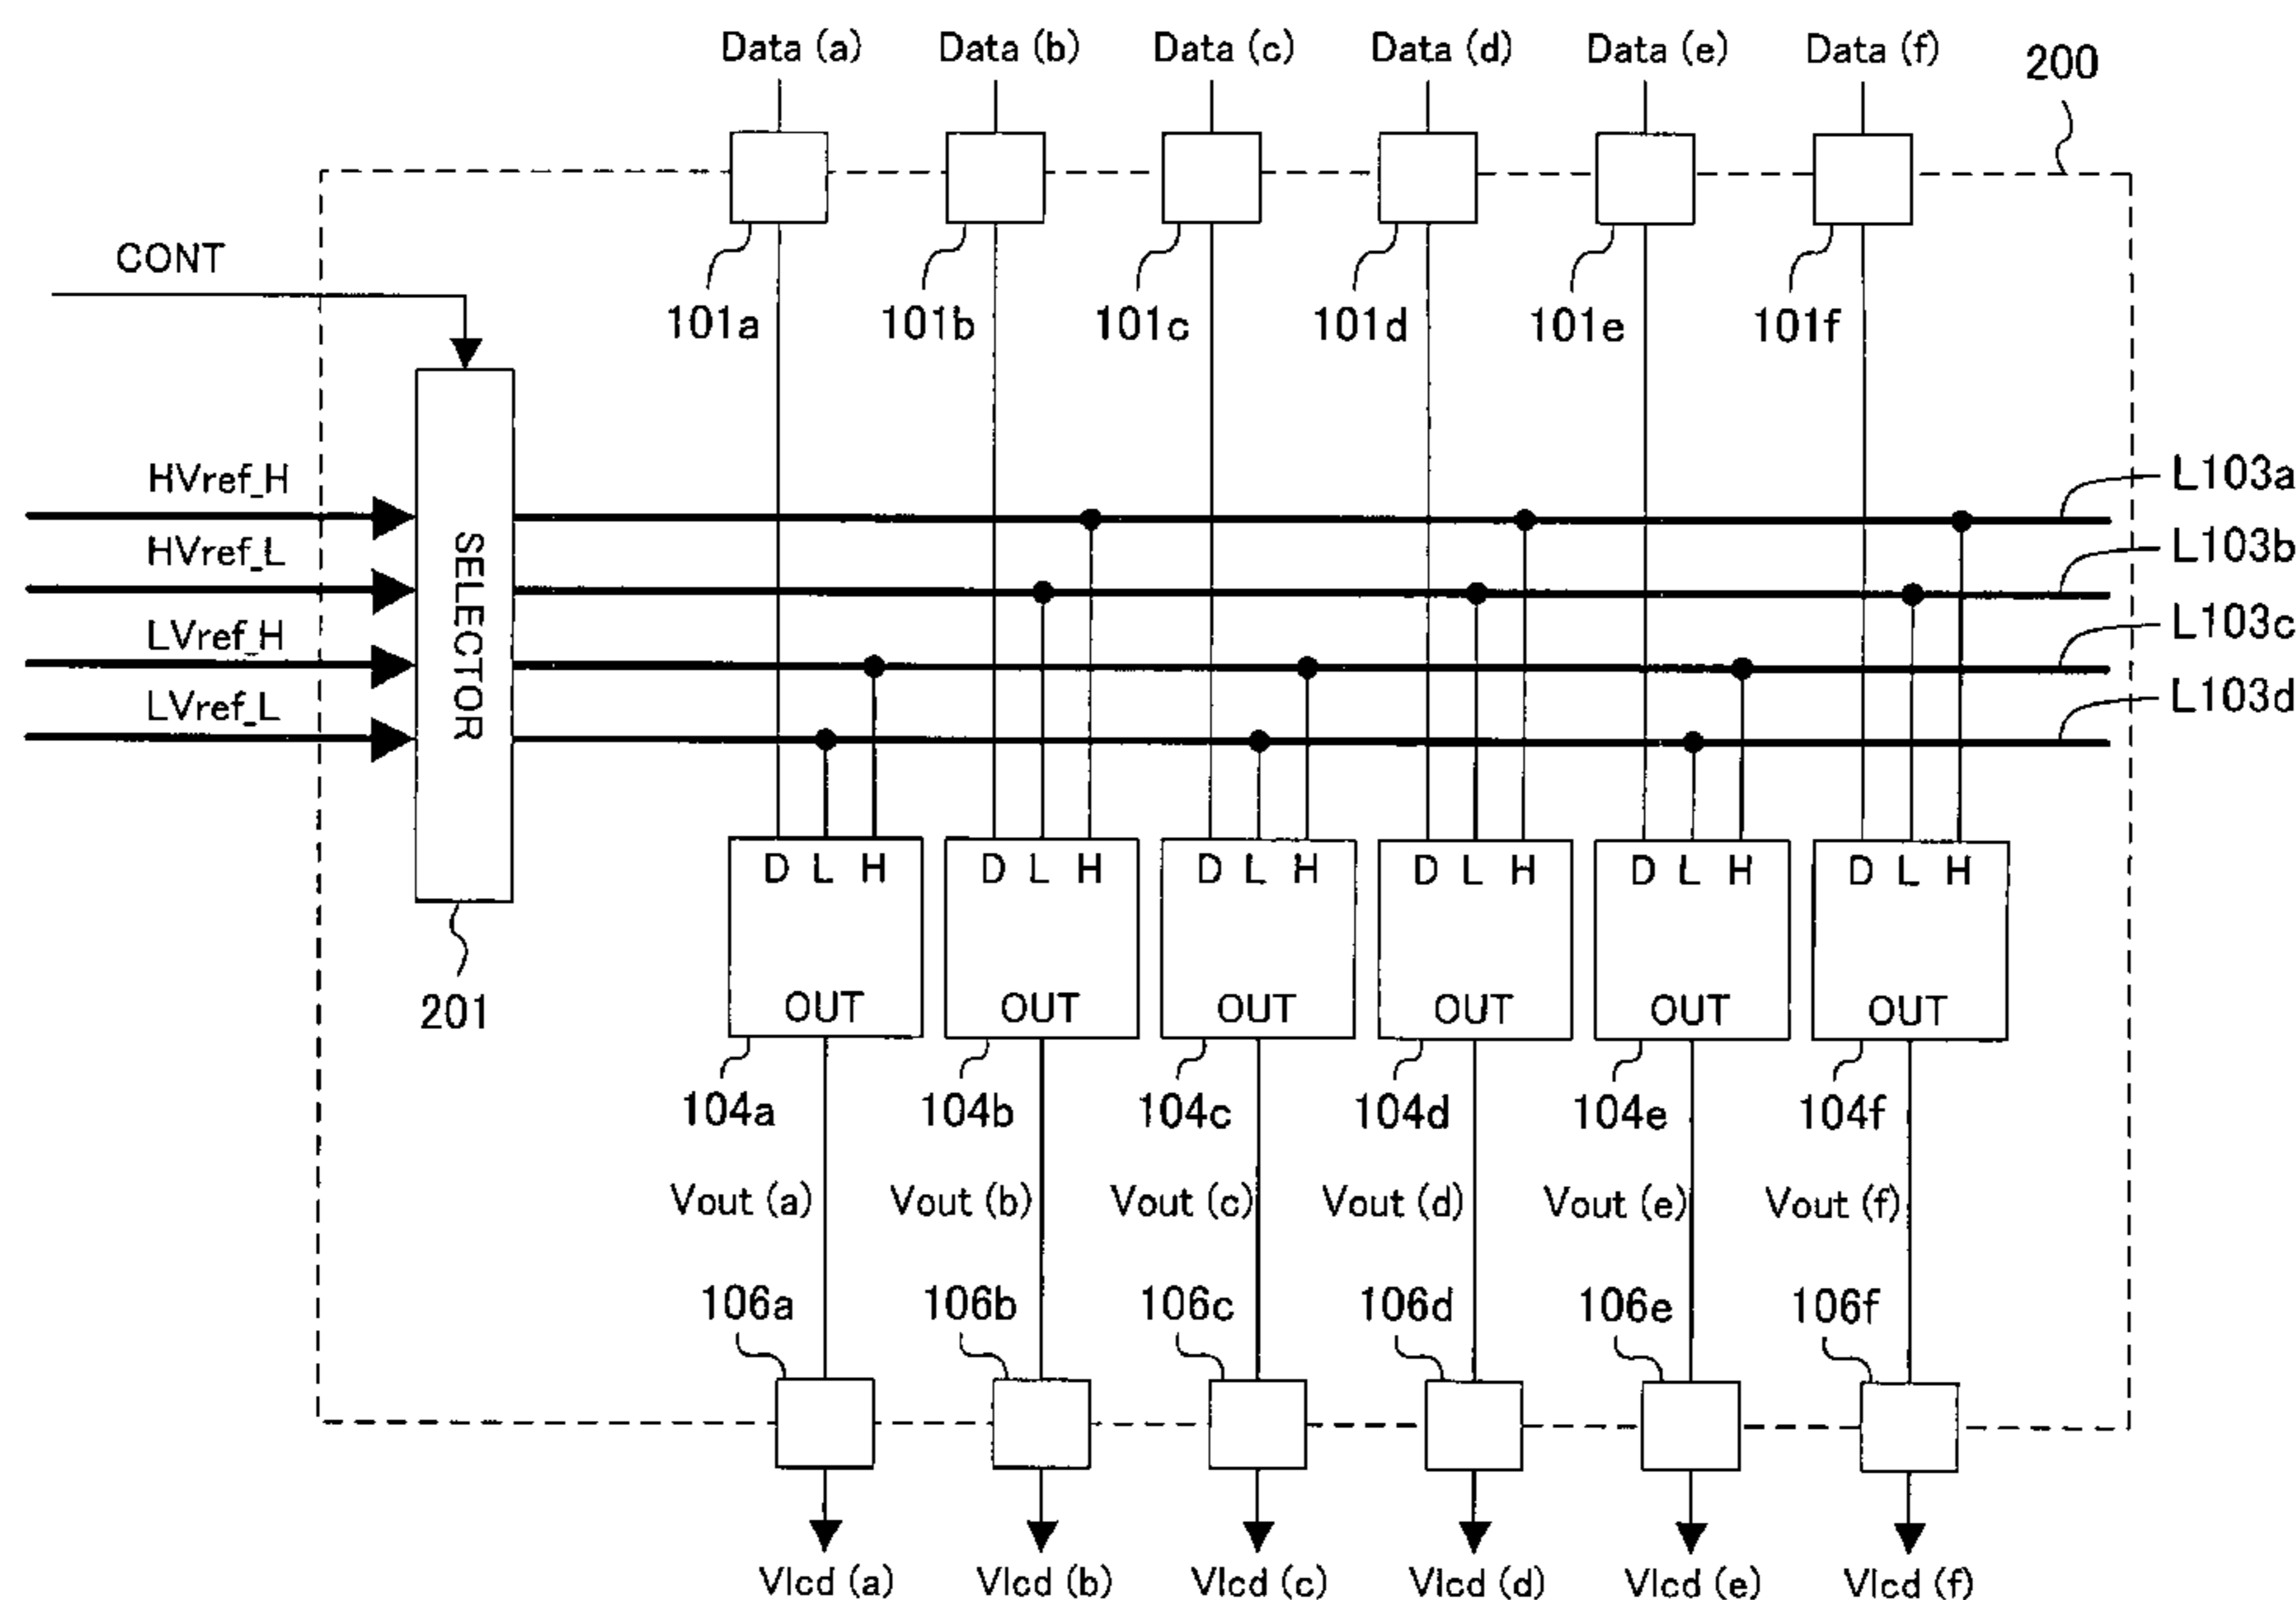 Data (a) Data (b) Data (c) Data (d) Data (e) Data (f) 200
CONT
101a 101b 101c 101d 101e 101f
HVref_H L103a
HVref_L L103b
LVref_H L103c
LVref_L L103d
SELECTOR
D L H D L H D L H D L H D L H D L H
OUT OUT OUT OUT OUT OUT
201
104a 104b 104c 104d 104e 104f
Vout (a) Vout (b) Vout (c) Vout (d) Vout (e) Vout (f)
106a 106b 106c 106d 106e 106f
Vlcd (a) Vlcd (b) Vlcd (c) Vlcd (d) Vlcd (e) Vlcd (f)